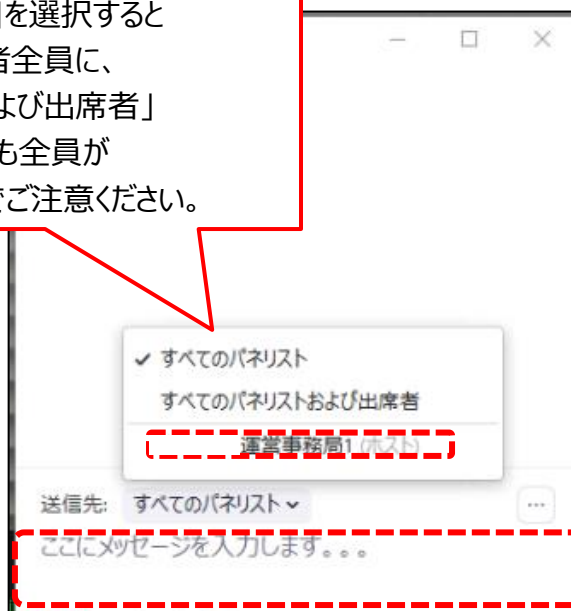 を選択すると
者全員に、
よび出席者」
も全員が
でご注意ください。
✓ すべてのパネリスト
すべてのパネリストおよび出席者
運営事務局1 (ホスト)
送信先: すべてのパネリスト
ここにメッセージを入力します。。。